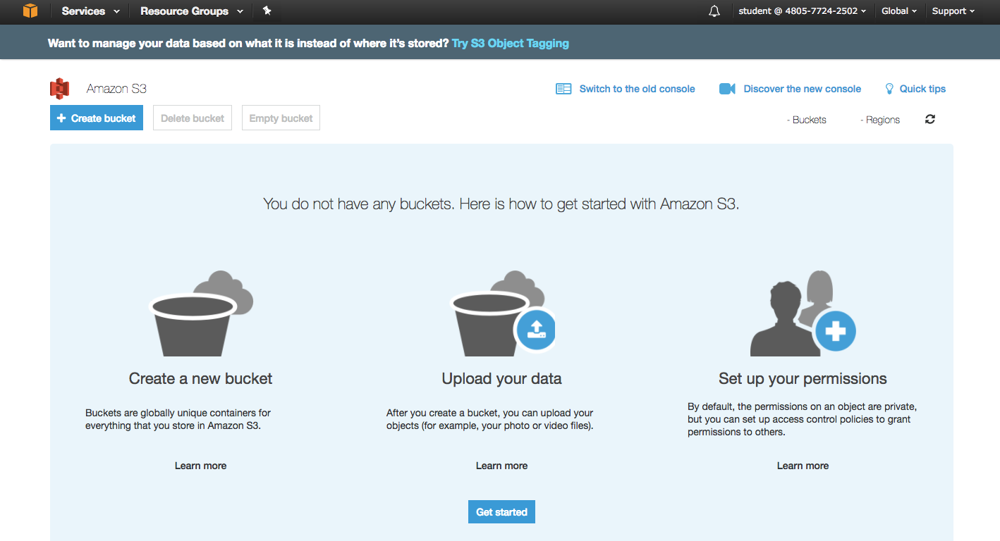 Services
Resource Groups
student @ 4805-7724-2502
Global
Support
Want to manage your data based on what it is instead of where it's stored? Try S3 Object Tagging
Amazon S3
Switch to the old console
Discover the new console
Quick tips
+ Create bucket
Delete bucket
Empty bucket
- Buckets
- Regions
You do not have any buckets. Here is how to get started with Amazon S3.
Create a new bucket
Buckets are globally unique containers for
everything that you store in Amazon S3.
Learn more
Upload your data
After you create a bucket, you can upload your
objects (for example, your photo or video files).
Learn more
Set up your permissions
By default, the permissions on an object are private,
but you can set up access control policies to grant
permissions to others.
Learn more
Get started